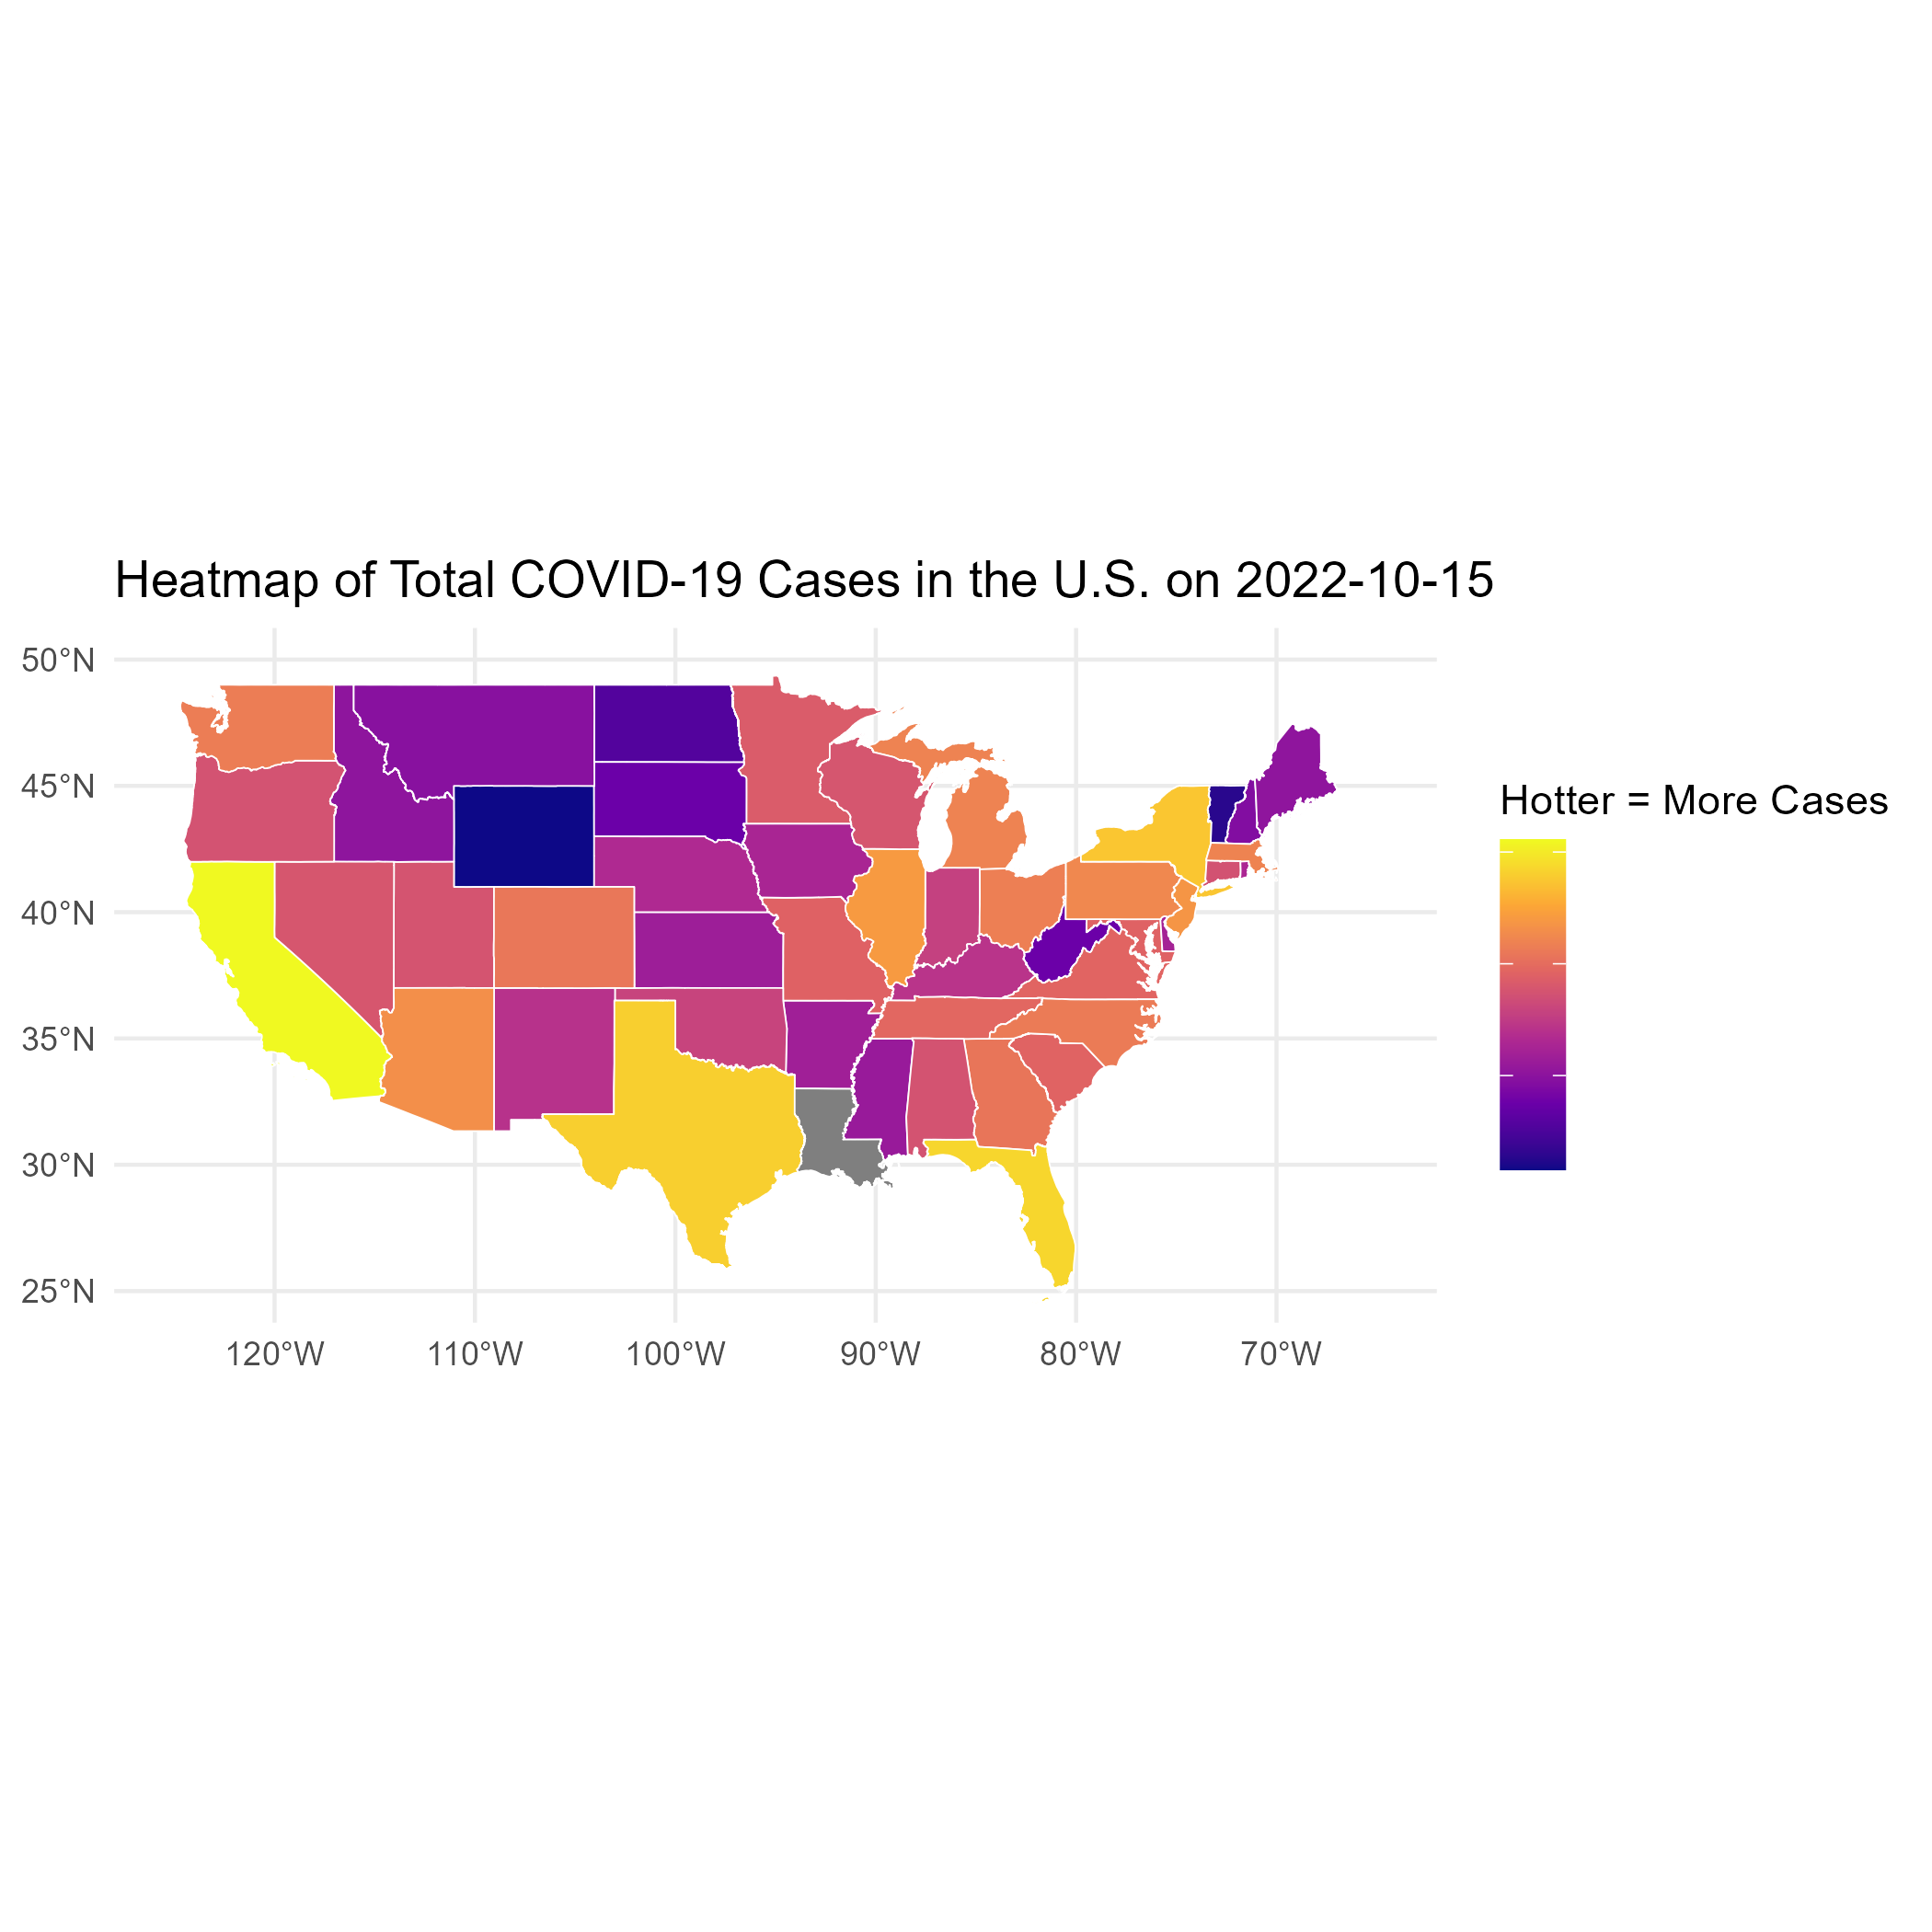 Heatmap of Total COVID-19 Cases in the U.S. on 2022-10-15
50°N
45°N
40°N
35°N
30°N
25°N
120°W
110°W
100°W
90°W
80°W
70°W
Hotter = More Cases